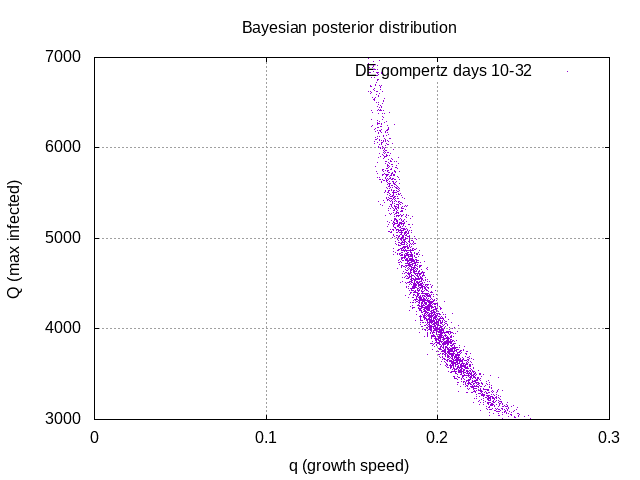 Bayesian posterior distribution
7000
6000
5000
4000
3000
Q (max infected)
DE gompertz days 10-32
0
0.1
0.2
0.3
q (growth speed)